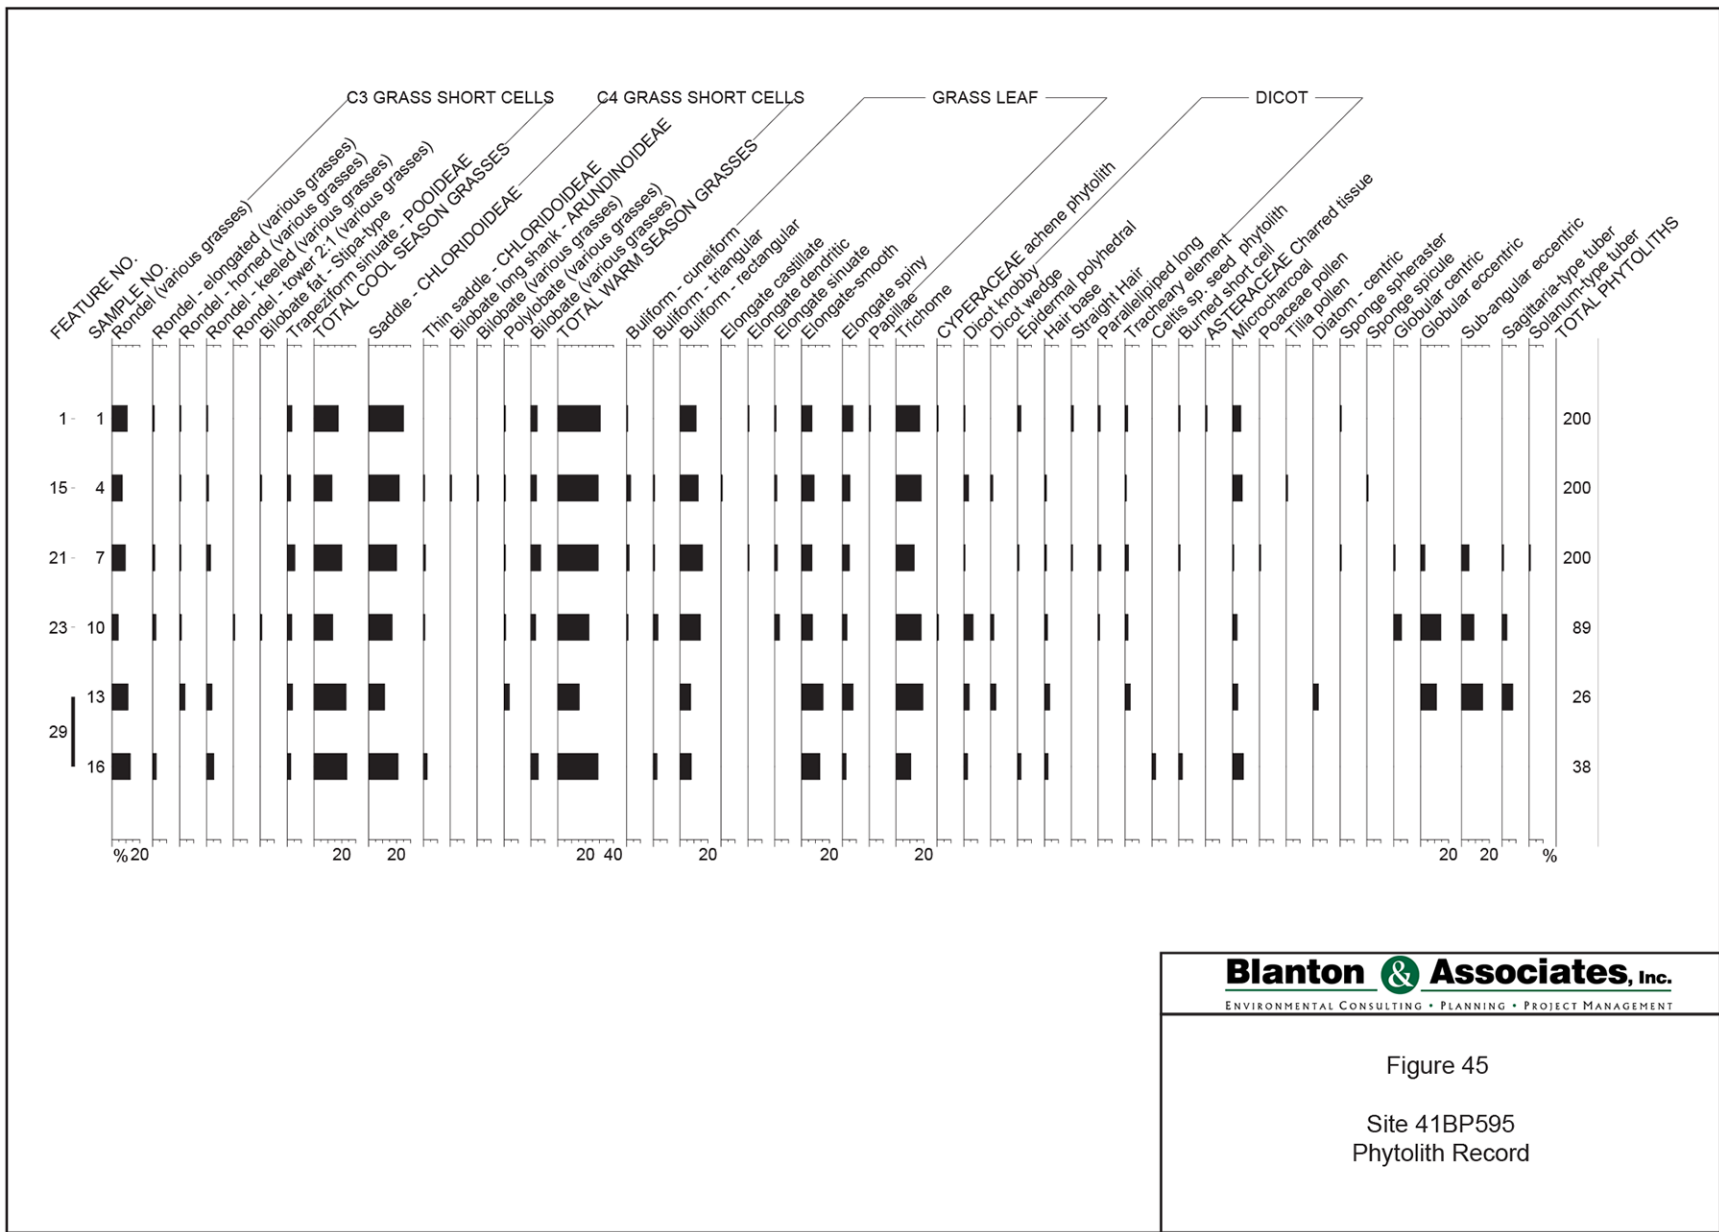 C3 GRASS SHORT CELLS
C4 GRASS SHORT CELLS
GRASS LEAF
DICOT
FEATURE NO.
SAMPLE NO.
Rondel (various grasses)
Rondel - elongated (various grasses)
Rondel - horned (various grasses)
Rondel - keeled (various grasses)
Rondel - tower 2:1 (various grasses)
Bilobate fat - Stipa-type
Trapeziform sinuate - POOIDEAE
TOTAL COOL SEASON GRASSES
Saddle - CHLORIDOIDEAE
Thin saddle - CHLORIDOIDEAE
Bilobate long shank - ARUNDINOIDEAE
Bilobate (various grasses)
Polylobate (various grasses)
Bilobate (various grasses)
TOTAL WARM SEASON GRASSES
Buliform - cuneiform
Buliform - triangular
Buliform - rectangular
Elongate castillate
Elongate dendritic
Elongate sinuate
Elongate-smooth
Elongate spiny
Papillae
Trichome
CYPERACEAE achene phytolith
Dicot knobby
Dicot wedge
Epidermal polyhedral
Hair base
Straight Hair
Parallelipiped long
Tracheary element
Celtis sp. seed phytolith
Burned short cell
ASTERACEAE Charred tissue
Microcharcoal
Poaceae pollen
Tilia pollen
Diatom - centric
Sponge spheraster
Sponge spicule
Globular centric
Globular eccentric
Sub-angular eccentric
Sagittaria-type tuber
Solanum-type tuber
TOTAL PHYTOLITHS
1 - 1 200
15 - 4 200
21 - 7 200
23 - 10 89
13 26
29
16 38
%20 20 20 20 40 20 20 20 20 20 %
Blanton & Associates, Inc.
ENVIRONMENTAL CONSULTING • PLANNING • PROJECT MANAGEMENT
Figure 45
Site 41BP595
Phytolith Record